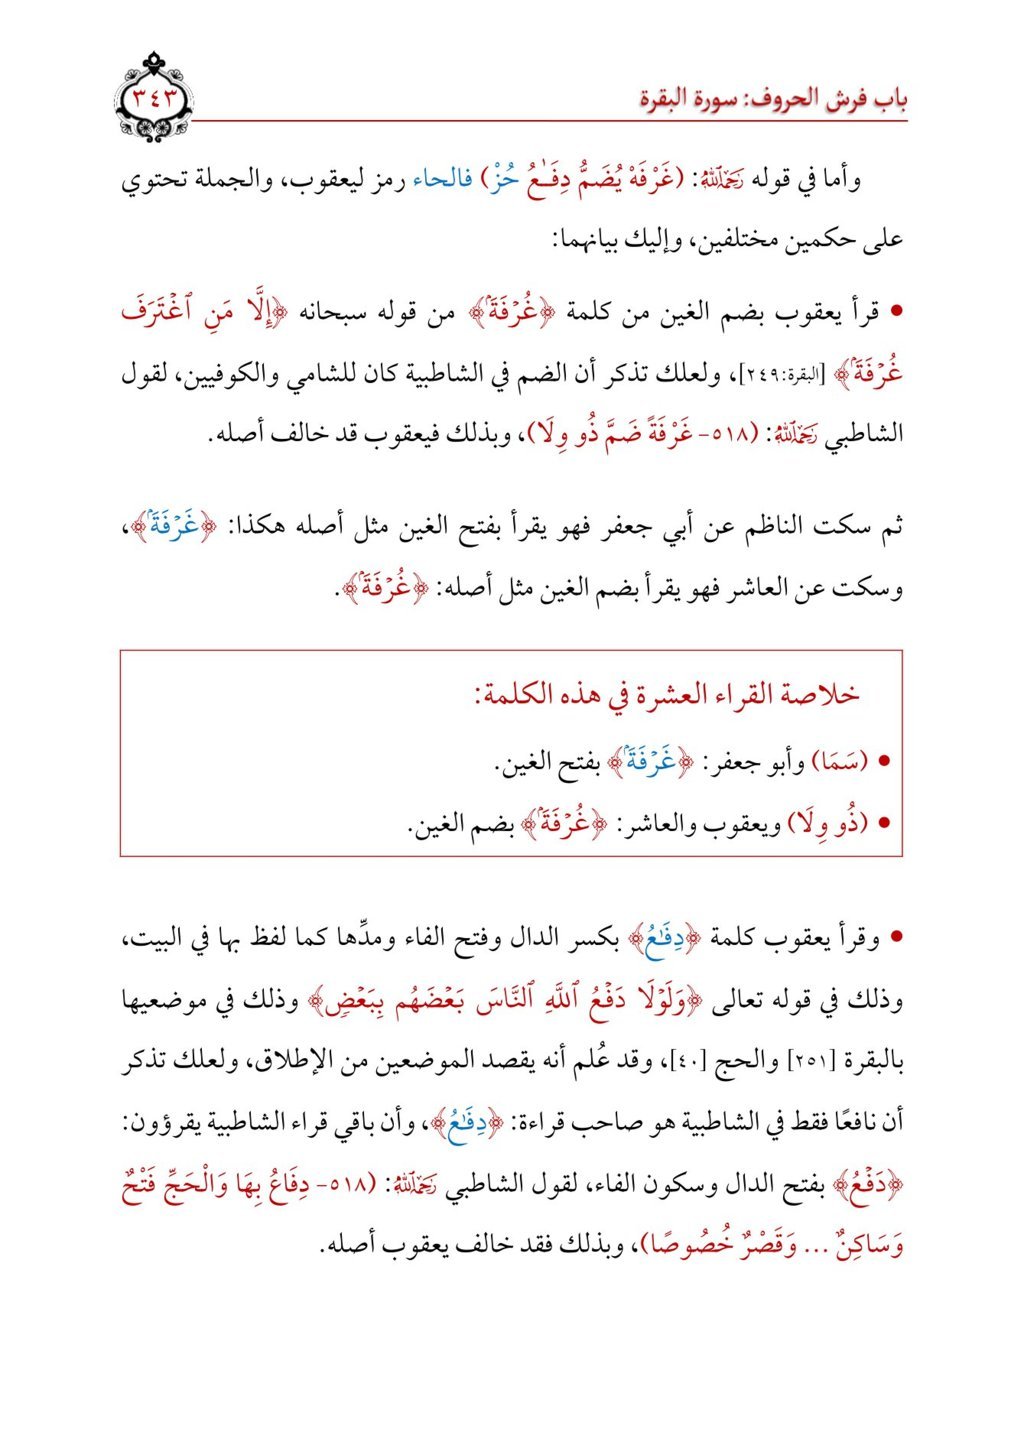 باب فرش الحروف: سورة البقرة
٣٤٣
وأما في قوله رَحِمَهُ اللَّهُ: (غَرْفَهْ يُضَمُّ دِفَـٰعُ حُزْ) فالحاء رمز ليعقوب، والجملة تحتوي
على حكمين مختلفين، وإليك بيانهما:
• قرأ يعقوب بضم الغين من كلمة ﴿غُرۡفَةَۢ﴾ من قوله سبحانه ﴿إِلَّا مَنِ ٱغۡتَرَفَ
غُرۡفَةَۢ﴾ [البقرة:٢٤٩]، ولعلك تذكر أن الضم في الشاطبية كان للشامي والكوفيين، لقول
الشاطبي رَحِمَهُ اللَّهُ: (٥١٨- غَرْفَةً ضَمَّ ذُو وِلَا)، وبذلك فيعقوب قد خالف أصله.
ثم سكت الناظم عن أبي جعفر فهو يقرأ بفتح الغين مثل أصله هكذا: ﴿غَرۡفَةَۢ﴾،
وسكت عن العاشر فهو يقرأ بضم الغين مثل أصله: ﴿غُرۡفَةَۢ﴾.
خلاصة القراء العشرة في هذه الكلمة:
• (سَمَا) وأبو جعفر: ﴿غَرۡفَةَۢ﴾ بفتح الغين.
• (ذُو وِلَا) ويعقوب والعاشر: ﴿غُرۡفَةَۢ﴾ بضم الغين.
• وقرأ يعقوب كلمة ﴿دِفَٰعُ﴾ بكسر الدال وفتح الفاء ومدِّها كما لفظ بها في البيت،
وذلك في قوله تعالى ﴿وَلَوۡلَا دَفۡعُ ٱللَّهِ ٱلنَّاسَ بَعۡضَهُم بِبَعۡضٖ﴾ وذلك في موضعيها
بالبقرة [٢٥١] والحج [٤٠]، وقد عُلم أنه يقصد الموضعين من الإطلاق، ولعلك تذكر
أن نافعًا فقط في الشاطبية هو صاحب قراءة: ﴿دِفَٰعُ﴾، وأن باقي قراء الشاطبية يقرؤون:
﴿دَفۡعُ﴾ بفتح الدال وسكون الفاء، لقول الشاطبي رَحِمَهُ اللَّهُ: (٥١٨- دِفَاعُ بِهَا وَالْحَجِّ فَتْحٌ
وَسَاكِنٌ ... وَقَصْرٌ خُصُوصًا)، وبذلك فقد خالف يعقوب أصله.